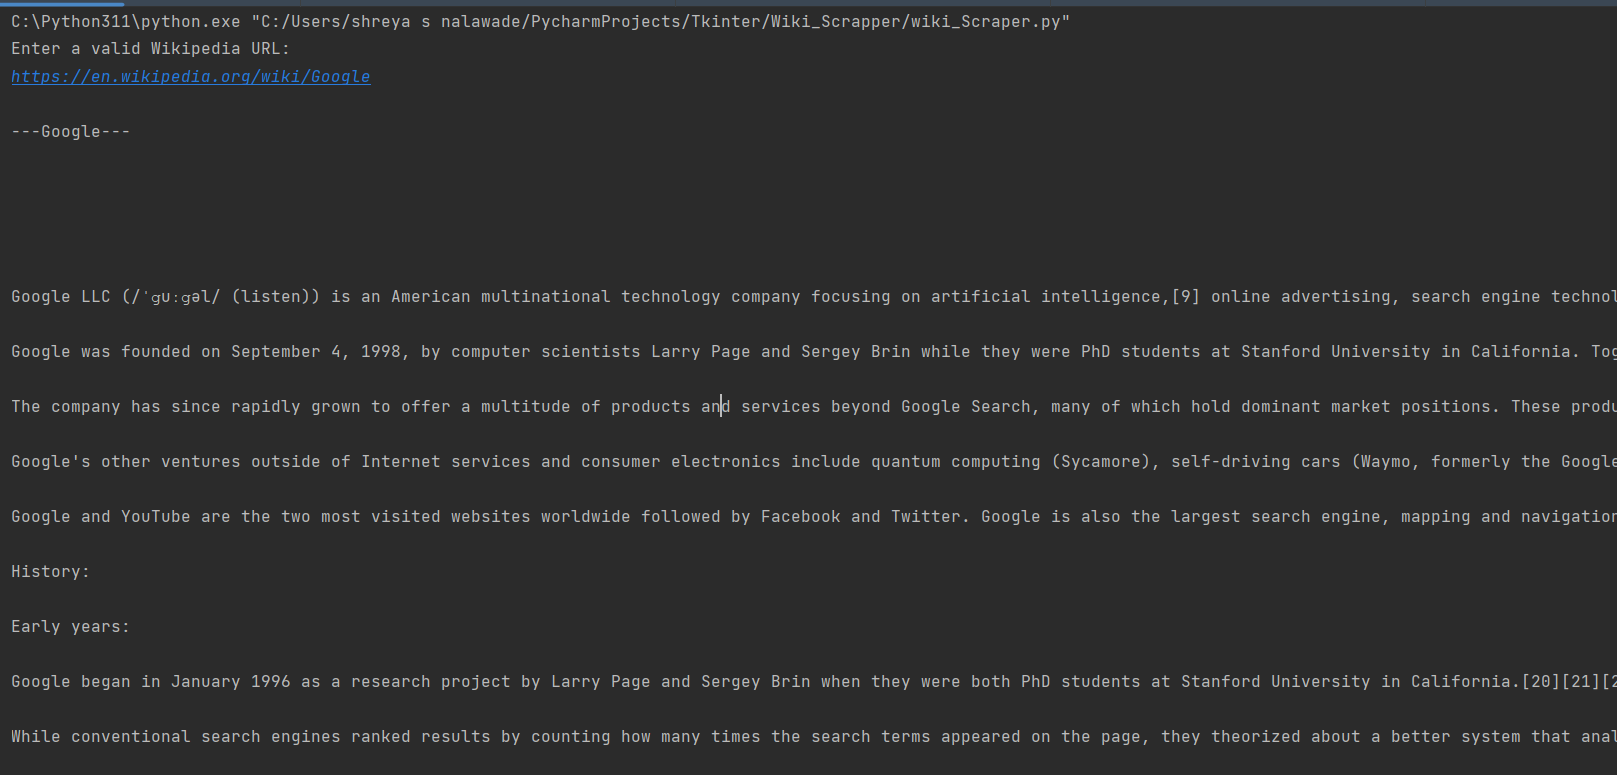 C:\Python311\python.exe "C:/Users/shreya s nalawade/PycharmProjects/Tkinter/Wiki_Scrapper/wiki_Scraper.py"
Enter a valid Wikipedia URL:
https://en.wikipedia.org/wiki/Google
---Google---
Google LLC (/ˈɡuːɡəl/ (listen)) is an American multinational technology company focusing on artificial intelligence,[9] online advertising, search engine technol
Google was founded on September 4, 1998, by computer scientists Larry Page and Sergey Brin while they were PhD students at Stanford University in California. Tog
The company has since rapidly grown to offer a multitude of products and services beyond Google Search, many of which hold dominant market positions. These produ
Google's other ventures outside of Internet services and consumer electronics include quantum computing (Sycamore), self-driving cars (Waymo, formerly the Google
Google and YouTube are the two most visited websites worldwide followed by Facebook and Twitter. Google is also the largest search engine, mapping and navigation
History:
Early years:
Google began in January 1996 as a research project by Larry Page and Sergey Brin when they were both PhD students at Stanford University in California.[20][21][2
While conventional search engines ranked results by counting how many times the search terms appeared on the page, they theorized about a better system that anal